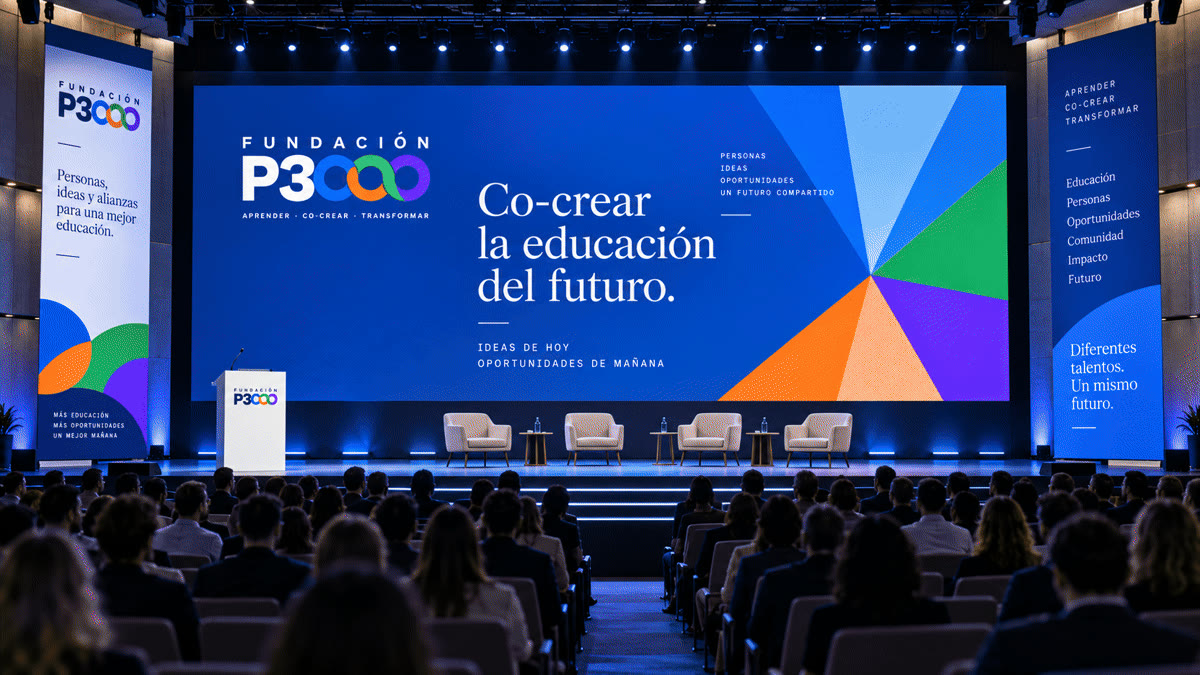 FUNDACIÓN
P3000
Personas,
ideas y alianzas
para una mejor
educación.
MÁS EDUCACIÓN
MÁS OPORTUNIDADES
UN MEJOR MAÑANA
FUNDACIÓN
P3000
APRENDER · CO-CREAR · TRANSFORMAR
Co-crear
la educación
del futuro.
IDEAS DE HOY
OPORTUNIDADES DE MAÑANA
PERSONAS
IDEAS
OPORTUNIDADES
UN FUTURO COMPARTIDO
FUNDACIÓN
P3000
APRENDER
CO-CREAR
TRANSFORMAR
Educación
Personas
Oportunidades
Comunidad
Impacto
Futuro
Diferentes
talentos.
Un mismo
futuro.